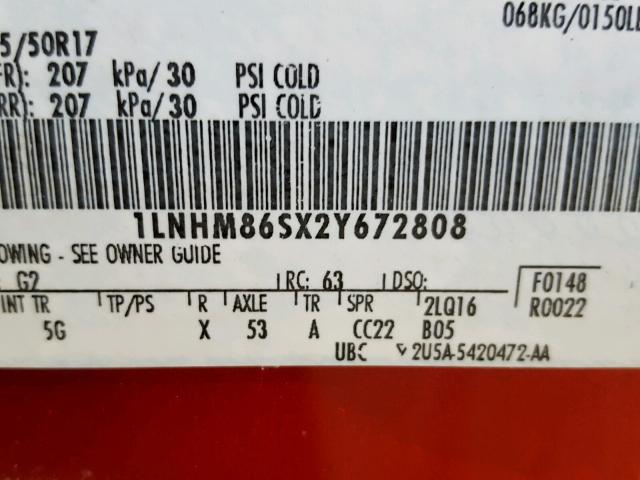 068KG/0150L
5/50R17
FR): 207 kPa/ 30 PSI COLD
RR): 207 kPa/ 30 PSI COLD
1LNHM86SX2Y672808
OWING - SEE OWNER GUIDE
: G2 RC: 63 DSO: F0148
INT TR TP/PS R AXLE TR SPR 2LQ16 R0022
5G X 53 A CC22 B05
UBC 2U5A-5420472-AA